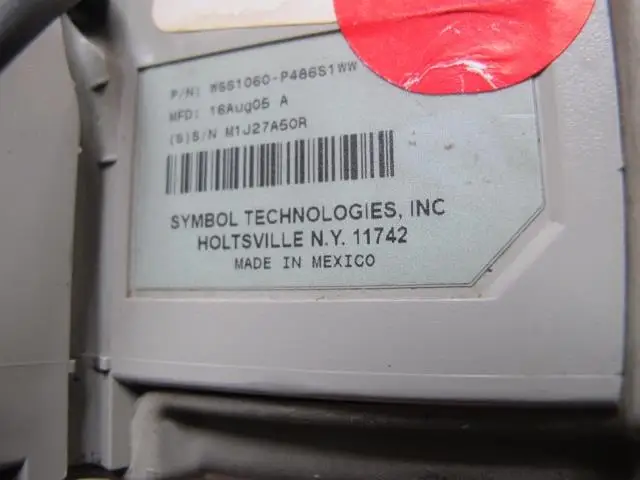 P/N: WSS1060-P486S1WW
MFD: 16Aug05 A
(S)S/N M1J27A50R
SYMBOL TECHNOLOGIES, INC
HOLTSVILLE N.Y. 11742
MADE IN MEXICO